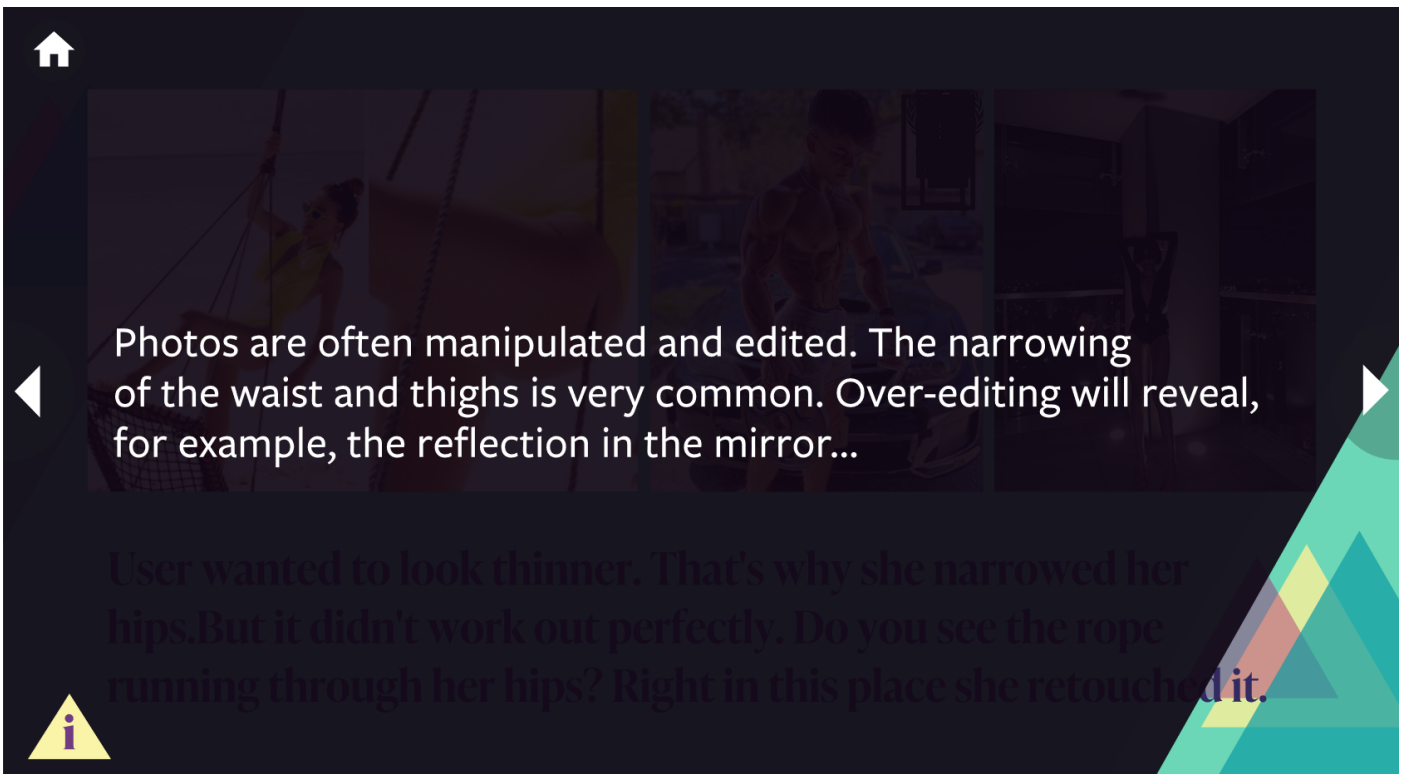 Photos are often manipulated and edited. The narrowing
of the waist and thighs is very common. Over-editing will reveal,
for example, the reflection in the mirror...
User wanted to look thinner. That's why she narrowed her
hips.But it didn't work out perfectly. Do you see the rope
running through her hips? Right in this place she retouched it.
i